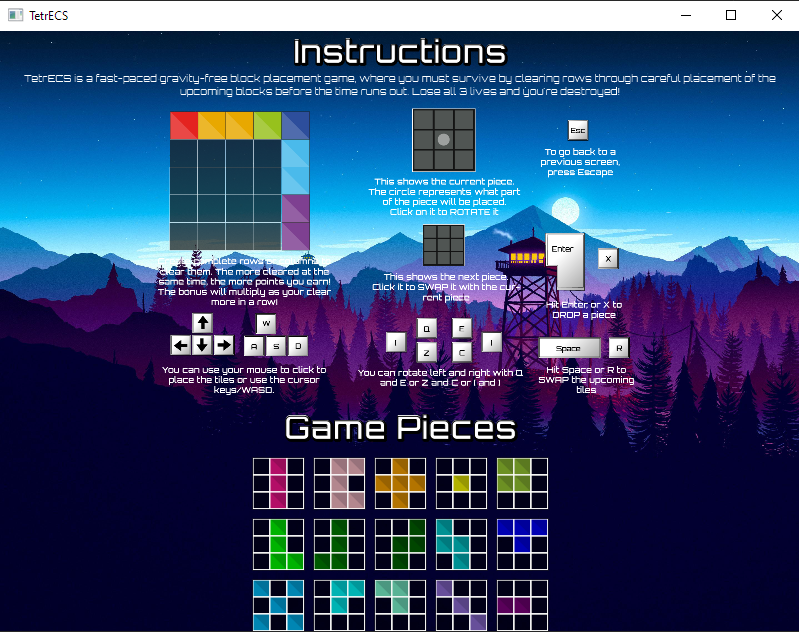 TetrECS
Instructions
TetrECS is a fast-paced gravity-free block placement game, where you must survive by clearing rows through careful placement of the
upcoming blocks before the time runs out. Lose all 3 lives and you're destroyed!
complete rows
clear them. The more cleared at the
same time, the more points you earn!
The bonus will multiply as your clear
more in a row!
This shows the current piece.
The circle represents what part
of the piece will be placed.
Click on it to ROTATE it
Esc
To go back to a
previous screen,
press Escape
This shows the next piece.
Click it to SWAP it with the cur-
rent piece
Enter
X
Hit Enter or X to
DROP a piece
W
A S D
You can use your mouse to click to
place the tiles or use the cursor
keys/WASD.
[ Q E ]
Z C
You can rotate left and right with Q
and E or Z and C or [ and ]
Space R
Hit Space or R to
SWAP the upcoming
tiles
Game Pieces